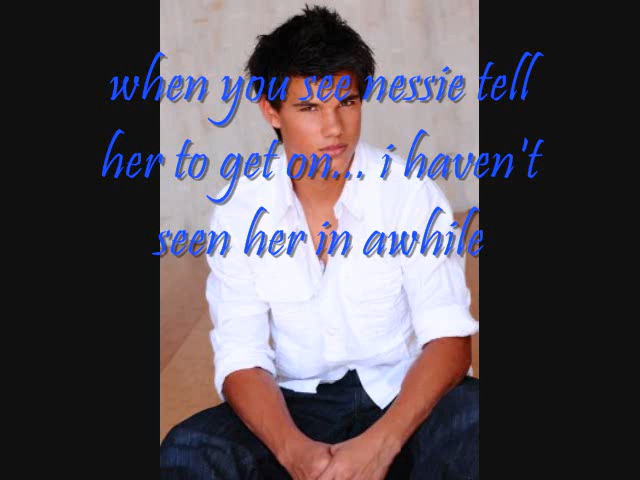 when you see nessie tell
her to get on... i haven't
seen her in awhile